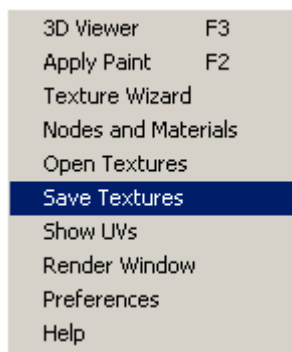 3D Viewer F3
Apply Paint F2
Texture Wizard
Nodes and Materials
Open Textures
Save Textures
Show UVs
Render Window
Preferences
Help